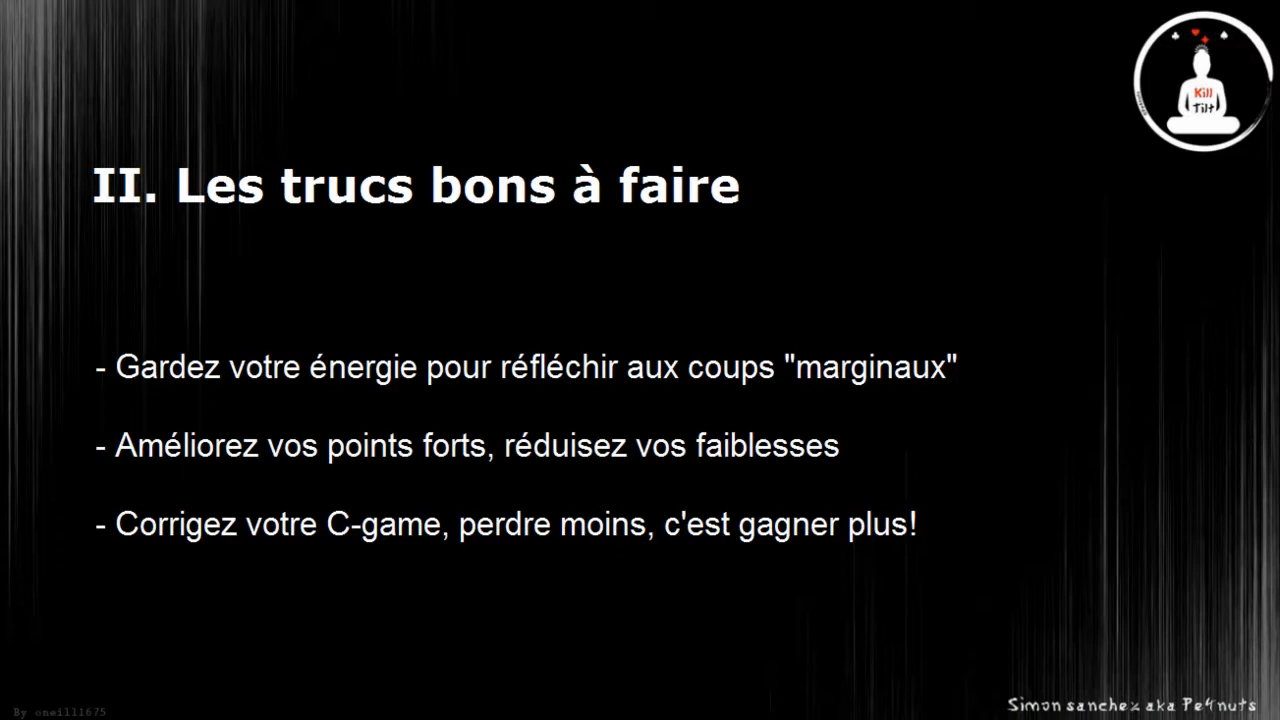 Kill
Tilt
II. Les trucs bons à faire
- Gardez votre énergie pour réfléchir aux coups "marginaux"
- Améliorez vos points forts, réduisez vos faiblesses
- Corrigez votre C-game, perdre moins, c'est gagner plus!
By oneill1675
Simon sanchez aka Pe4nuts